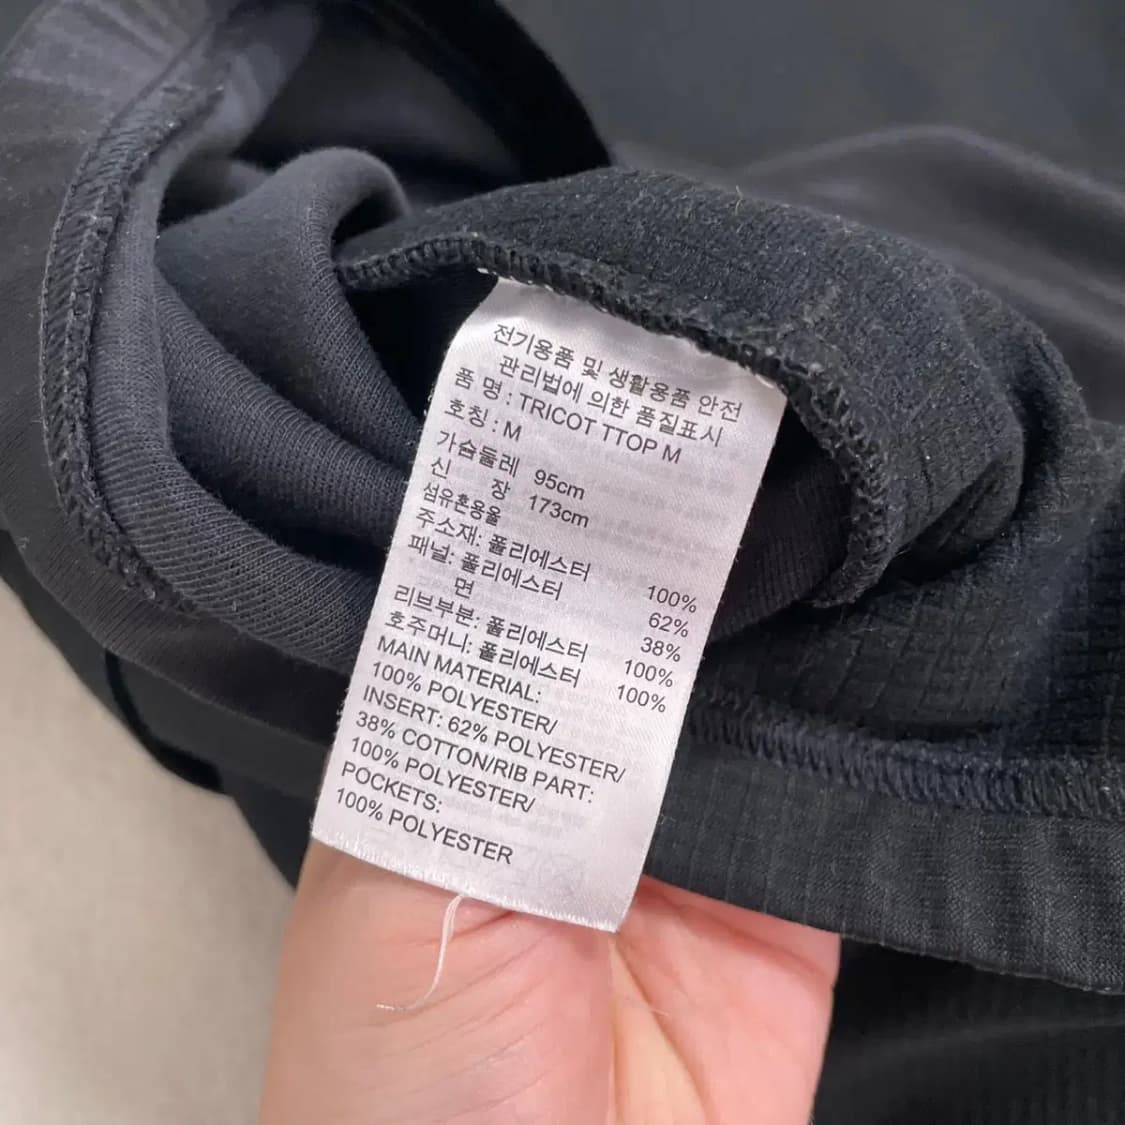 전기용품 및 생활용품 안전
관리법에 의한 품질표시
품 명 : TRICOT TTOP M
호칭 : M
가슴둘레 95cm
신 장 173cm
섬유혼용율
주소재: 폴리에스터 100%
패널: 폴리에스터 62%
면 38%
리브부분: 폴리에스터 100%
호주머니: 폴리에스터 100%
MAIN MATERIAL:
100% POLYESTER/
INSERT: 62% POLYESTER/
38% COTTON/RIB PART:
100% POLYESTER/
POCKETS:
100% POLYESTER